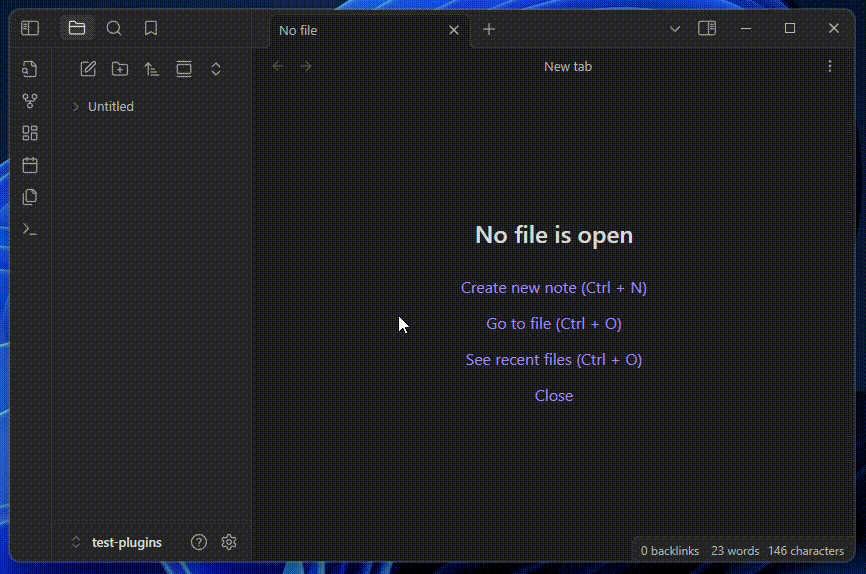 No file
New tab
Untitled
No file is open
Create new note (Ctrl + N)
Go to file (Ctrl + O)
See recent files (Ctrl + O)
Close
test-plugins
0 backlinks 23 words 146 characters